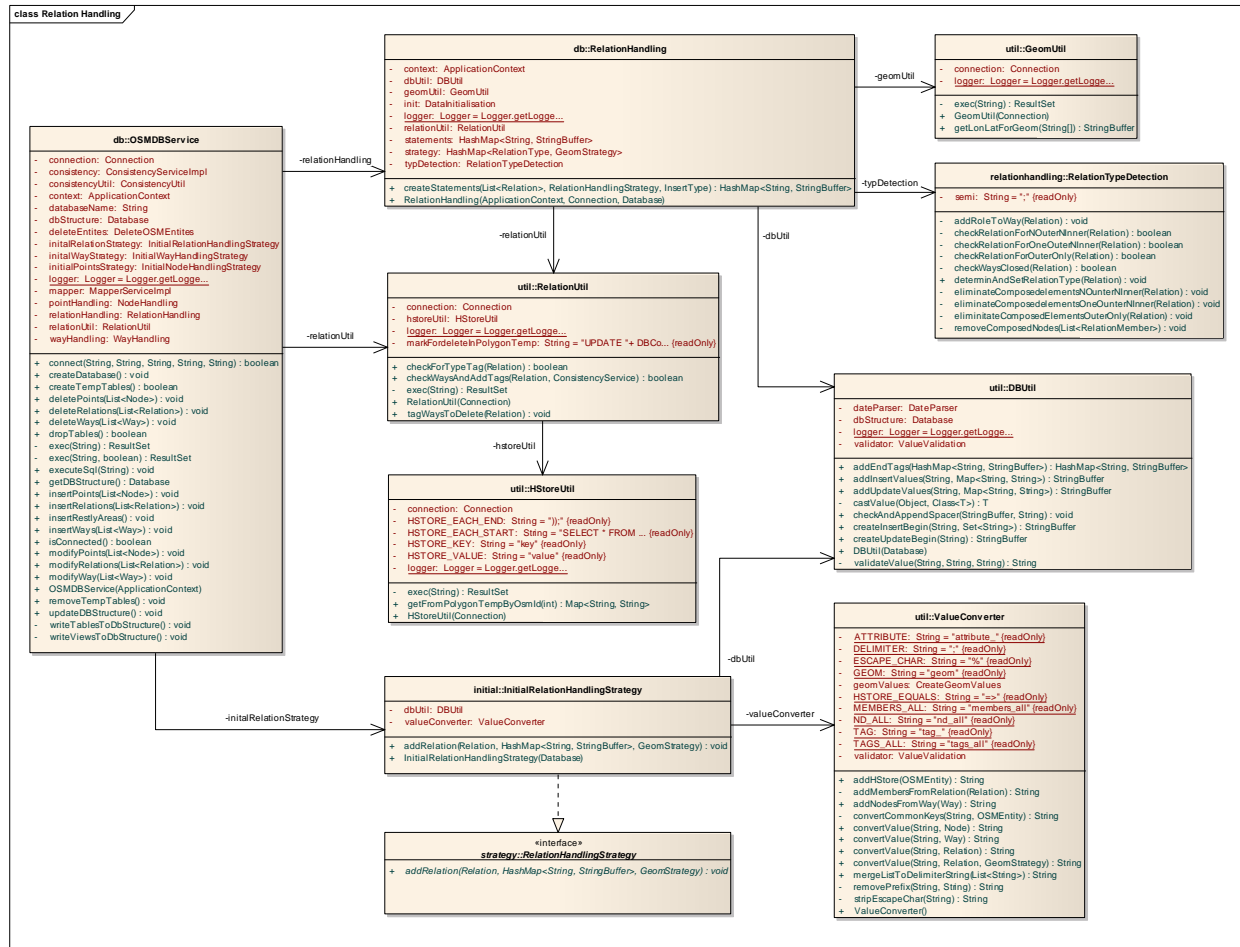 class Relation Handling
db::OSMDBService
- connection: Connection
- consistency: ConsistencyServiceImpl
- consistencyUtil: ConsistencyUtil
- context: ApplicationContext
- databaseName: String
- dbStructure: Database
- deleteEntites: DeleteOSMEntites
- initalRelationStrategy: InitialRelationHandlingStrategy
- initalWayStrategy: InitialWayHandlingStrategy
- initialPointsStrategy: InitialNodeHandlingStrategy
- logger: Logger = Logger.getLogge...
- mapper: MapperServiceImpl
- pointHandling: NodeHandling
- relationHandling: RelationHandling
- relationUtil: RelationUtil
- wayHandling: WayHandling
+ connect(String, String, String, String, String) : boolean
+ createDatabase() : void
+ createTempTables() : boolean
+ deletePoints(List<Node>) : void
+ deleteRelations(List<Relation>) : void
+ deleteWays(List<Way>) : void
+ dropTables() : boolean
- exec(String) : ResultSet
- exec(String, boolean) : ResultSet
+ executeSql(String) : void
+ getDBStructure() : Database
+ insertPoints(List<Node>) : void
+ insertRelations(List<Relation>) : void
+ insertRestlyAreas() : void
+ insertWays(List<Way>) : void
+ isConnected() : boolean
+ modifyPoints(List<Node>) : void
+ modifyRelations(List<Relation>) : void
+ modifyWay(List<Way>) : void
+ OSMDBService(ApplicationContext)
+ removeTempTables() : void
+ updateDBStructure() : void
- writeTablesToDbStructure() : void
- writeViewsToDbStructure() : void
-relationHandling
-relationUtil
-initalRelationStrategy
db::RelationHandling
- context: ApplicationContext
- dbUtil: DBUtil
- geomUtil: GeomUtil
- init: DataInitialisation
- logger: Logger = Logger.getLogge...
- relationUtil: RelationUtil
- statements: HashMap<String, StringBuffer>
- strategy: HashMap<RelationType, GeomStrategy>
- typDetection: RelationTypeDetection
+ createStatements(List<Relation>, RelationHandlingStrategy, InsertType) : HashMap<String, StringBuffer>
+ RelationHandling(ApplicationContext, Connection, Database)
-geomUtil
-typDetection
-relationUtil
-dbUtil
util::GeomUtil
- connection: Connection
- logger: Logger = Logger.getLogge...
- exec(String) : ResultSet
+ GeomUtil(Connection)
+ getLonLatForGeom(String[]) : StringBuffer
relationhandling::RelationTypeDetection
- semi: String = ";" {readOnly}
- addRoleToWay(Relation) : void
- checkRelationForNOuterNInner(Relation) : boolean
- checkRelationForOneOuterNInner(Relation) : boolean
- checkRelationForOuterOnly(Relation) : boolean
- checkWaysClosed(Relation) : boolean
+ determinAndSetRelationType(Relation) : void
- eliminateComposedelementsNOunterNInner(Relation) : void
- eliminateComposedelementsOneOunterNInner(Relation) : void
- eliminitateComposedElementsOuterOnly(Relation) : void
- removeComposedNodes(List<RelationMember>) : void
util::RelationUtil
- connection: Connection
- hstoreUtil: HStoreUtil
- logger: Logger = Logger.getLogge...
- markFordeleteInPolygonTemp: String = "UPDATE "+ DBCo... {readOnly}
+ checkForTypeTag(Relation) : boolean
+ checkWaysAndAddTags(Relation, ConsistencyService) : boolean
- exec(String) : ResultSet
+ RelationUtil(Connection)
+ tagWaysToDelete(Relation) : void
-hstoreUtil
util::DBUtil
- dateParser: DateParser
- dbStructure: Database
- logger: Logger = Logger.getLogge...
- validator: ValueValidation
+ addEndTags(HashMap<String, StringBuffer>) : HashMap<String, StringBuffer>
+ addInsertValues(String, Map<String, String>) : StringBuffer
+ addUpdateValues(String, Map<String, String>) : StringBuffer
- castValue(Object, Class<T>) : T
+ checkAndAppendSpacer(StringBuffer, String) : void
+ createInsertBegin(String, Set<String>) : StringBuffer
+ createUpdateBegin(String) : StringBuffer
+ DBUtil(Database)
- validateValue(String, String, String) : String
util::HStoreUtil
- connection: Connection
- HSTORE_EACH_END: String = "));" {readOnly}
- HSTORE_EACH_START: String = "SELECT * FROM ... {readOnly}
- HSTORE_KEY: String = "key" {readOnly}
- HSTORE_VALUE: String = "value" {readOnly}
- logger: Logger = Logger.getLogge...
- exec(String) : ResultSet
+ getFromPolygonTempByOsmId(int) : Map<String, String>
+ HStoreUtil(Connection)
initial::InitialRelationHandlingStrategy
- dbUtil: DBUtil
- valueConverter: ValueConverter
+ addRelation(Relation, HashMap<String, StringBuffer>, GeomStrategy) : void
+ InitialRelationHandlingStrategy(Database)
-dbUtil
-valueConverter
util::ValueConverter
- ATTRIBUTE: String = "attribute_" {readOnly}
- DELIMITER: String = ";" {readOnly}
- ESCAPE_CHAR: String = "%" {readOnly}
- GEOM: String = "geom" {readOnly}
- geomValues: CreateGeomValues
- HSTORE_EQUALS: String = "=>" {readOnly}
- MEMBERS_ALL: String = "members_all" {readOnly}
- ND_ALL: String = "nd_all" {readOnly}
- TAG: String = "tag_" {readOnly}
- TAGS_ALL: String = "tags_all" {readOnly}
- validator: ValueValidation
+ addHStore(OSMEntity) : String
- addMembersFromRelation(Relation) : String
+ addNodesFromWay(Way) : String
- convertCommonKeys(String, OSMEntity) : String
+ convertValue(String, Node) : String
+ convertValue(String, Way) : String
+ convertValue(String, Relation) : String
+ convertValue(String, Relation, GeomStrategy) : String
+ mergeListToDelimiterString(List<String>) : String
- removePrefix(String, String) : String
- stripEscapeChar(String) : String
+ ValueConverter()
«interface»
strategy::RelationHandlingStrategy
+ addRelation(Relation, HashMap<String, StringBuffer>, GeomStrategy) : void